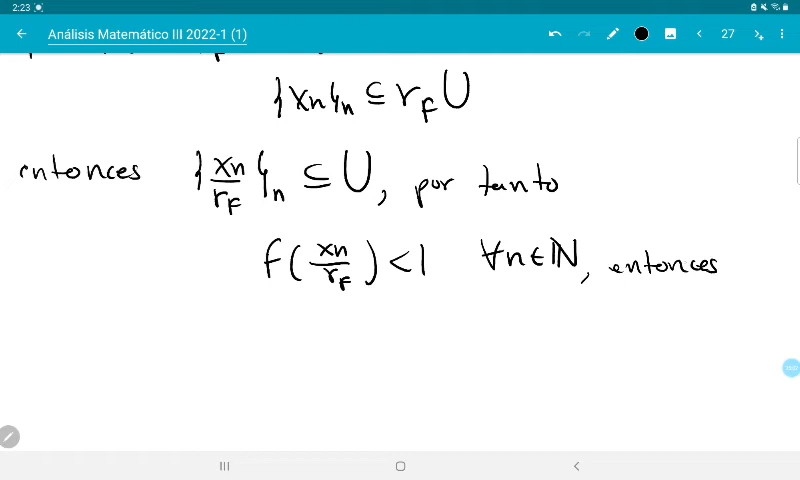 2:23
Análisis Matemático III 2022-1 (1)
27
{xn}n ⊆ rF U
entonces {xn/rF}n ⊆ U, por tanto
f(xn/rF) < 1 ∀n∈ℕ, entonces